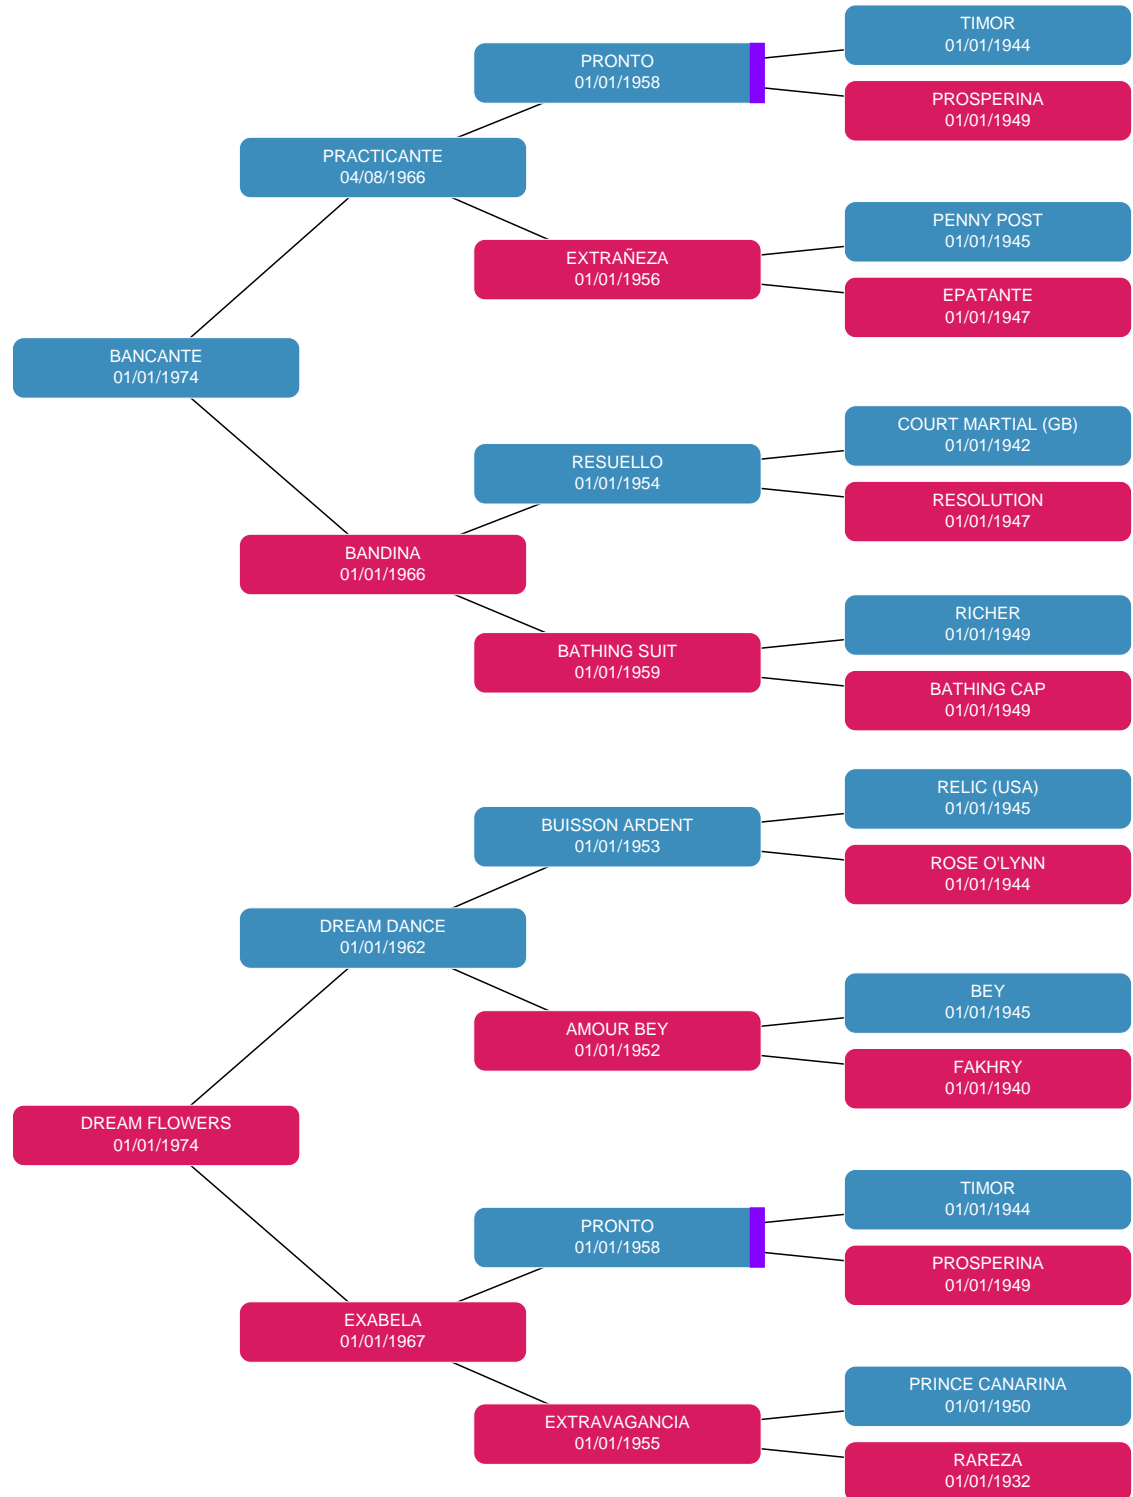 TIMOR
01/01/1944
PRONTO
01/01/1958
PROSPERINA
01/01/1949
PRACTICANTE
04/08/1966
PENNY POST
01/01/1945
EXTRAÑEZA
01/01/1956
EPATANTE
01/01/1947
BANCANTE
01/01/1974
COURT MARTIAL (GB)
01/01/1942
RESUELLO
01/01/1954
RESOLUTION
01/01/1947
BANDINA
01/01/1966
RICHER
01/01/1949
BATHING SUIT
01/01/1959
BATHING CAP
01/01/1949
RELIC (USA)
01/01/1945
BUISSON ARDENT
01/01/1953
ROSE O'LYNN
01/01/1944
DREAM DANCE
01/01/1962
BEY
01/01/1945
AMOUR BEY
01/01/1952
FAKHRY
01/01/1940
DREAM FLOWERS
01/01/1974
TIMOR
01/01/1944
PRONTO
01/01/1958
PROSPERINA
01/01/1949
EXABELA
01/01/1967
PRINCE CANARINA
01/01/1950
EXTRAVAGANCIA
01/01/1955
RAREZA
01/01/1932